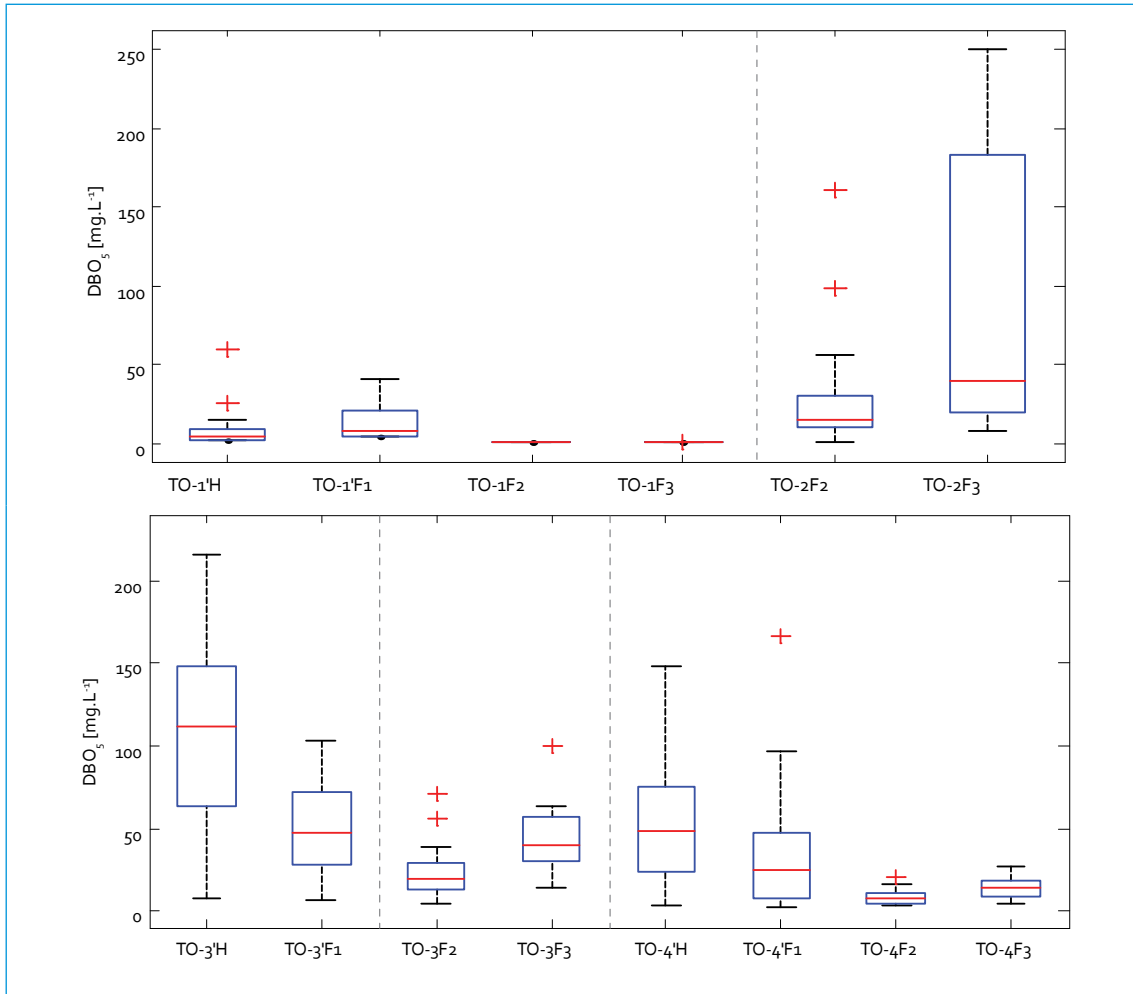 250
200
150
100
50
0
DBO₅ [mg.L⁻¹]
TO-1'H TO-1'F1 TO-1F2 TO-1F3 TO-2F2 TO-2F3
200
150
100
50
0
DBO₅ [mg.L⁻¹]
TO-3'H TO-3'F1 TO-3F2 TO-3F3 TO-4'H TO-4'F1 TO-4F2 TO-4F3